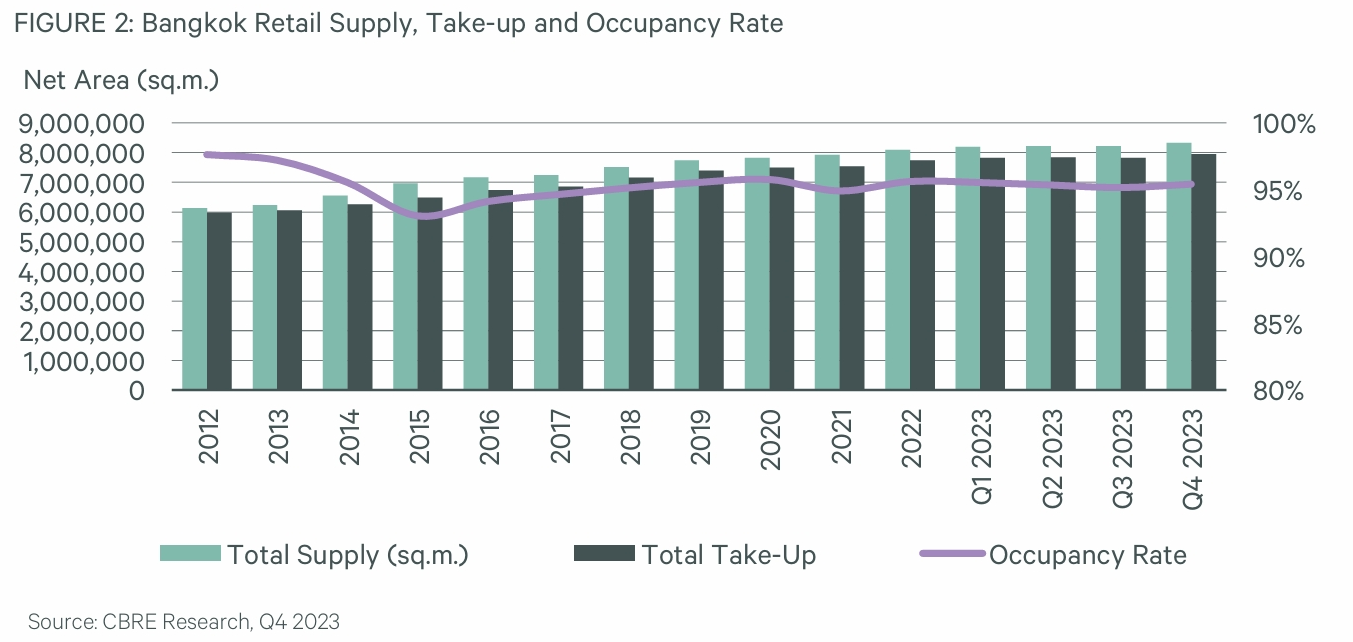 FIGURE 2: Bangkok Retail Supply, Take-up and Occupancy Rate
Net Area (sq.m.)
9,000,000
8,000,000
7,000,000
6,000,000
5,000,000
4,000,000
3,000,000
2,000,000
1,000,000
0
100%
95%
90%
85%
80%
2012
2013
2014
2015
2016
2017
2018
2019
2020
2021
2022
Q1 2023
Q2 2023
Q3 2023
Q4 2023
Total Supply (sq.m.)
Total Take-Up
Occupancy Rate
Source: CBRE Research, Q4 2023